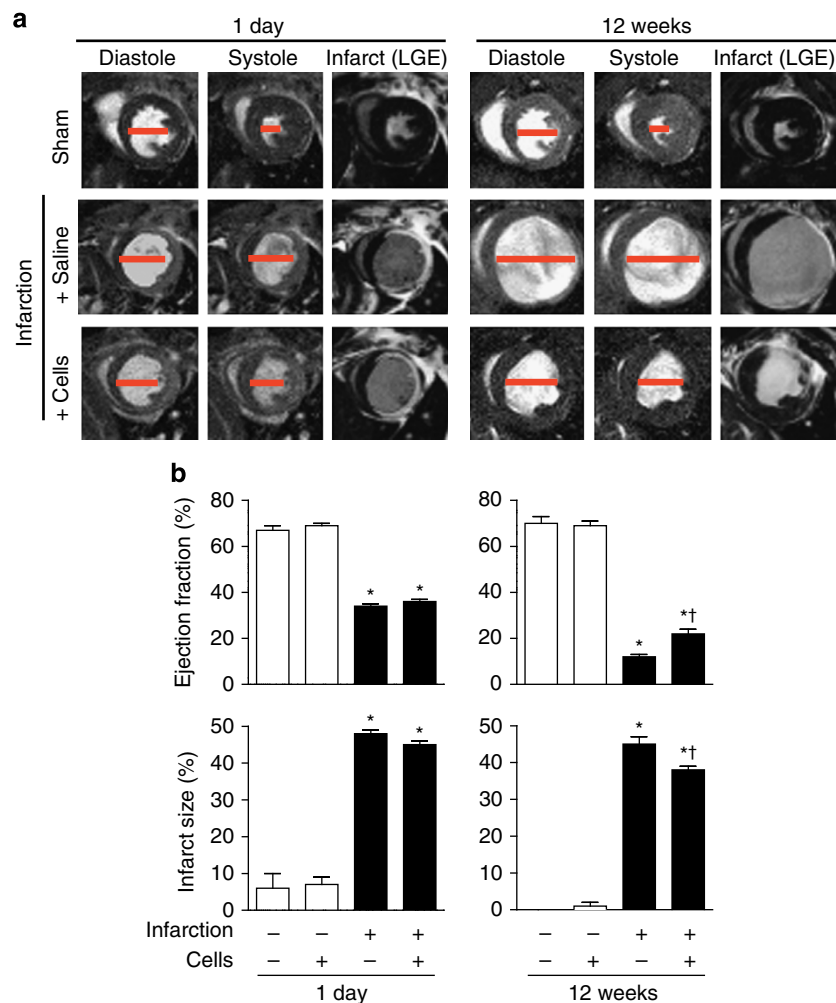 a
1 day 12 weeks
Diastole Systole Infarct (LGE) Diastole Systole Infarct (LGE)
Sham
Infarction
+ Saline
+ Cells
b
Ejection fraction (%)
80 80
60 60
40 * * 40
20 20 * *†
0 0
Infarct size (%)
50 * * 50 * *†
40 40
30 30
20 20
10 10
0 0
Infarction − − + + − − + +
Cells − + − + − + − +
1 day 12 weeks